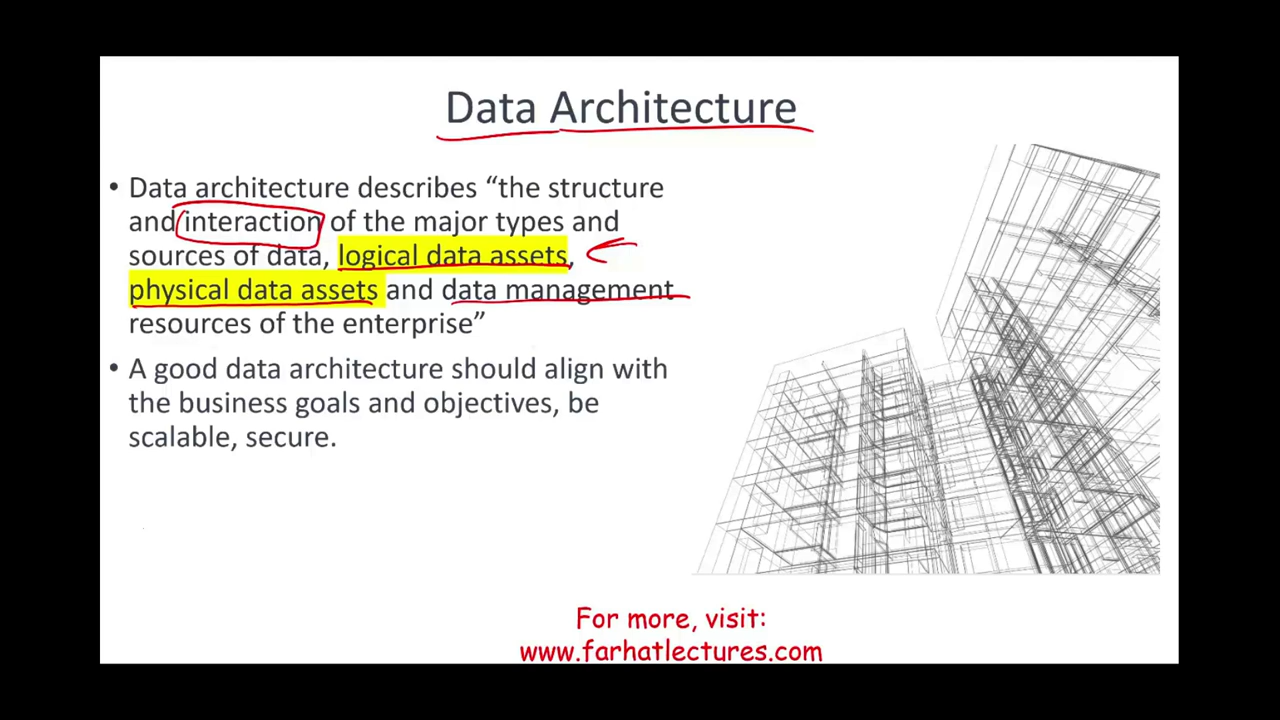 Data Architecture
• Data architecture describes “the structure
and interaction of the major types and
sources of data, logical data assets,
physical data assets and data management
resources of the enterprise”
• A good data architecture should align with
the business goals and objectives, be
scalable, secure.
For more, visit:
www.farhatlectures.com